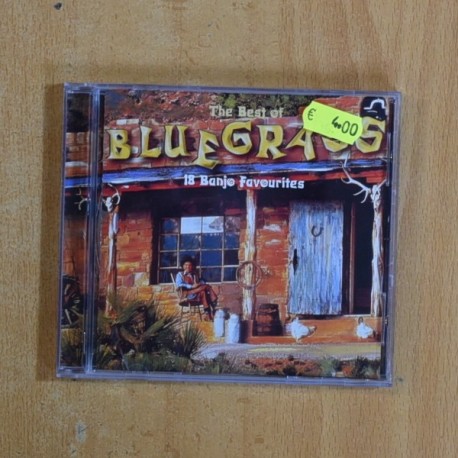 The Best of
BLUEGRASS
18 Banjo Favourites
€ 4.00